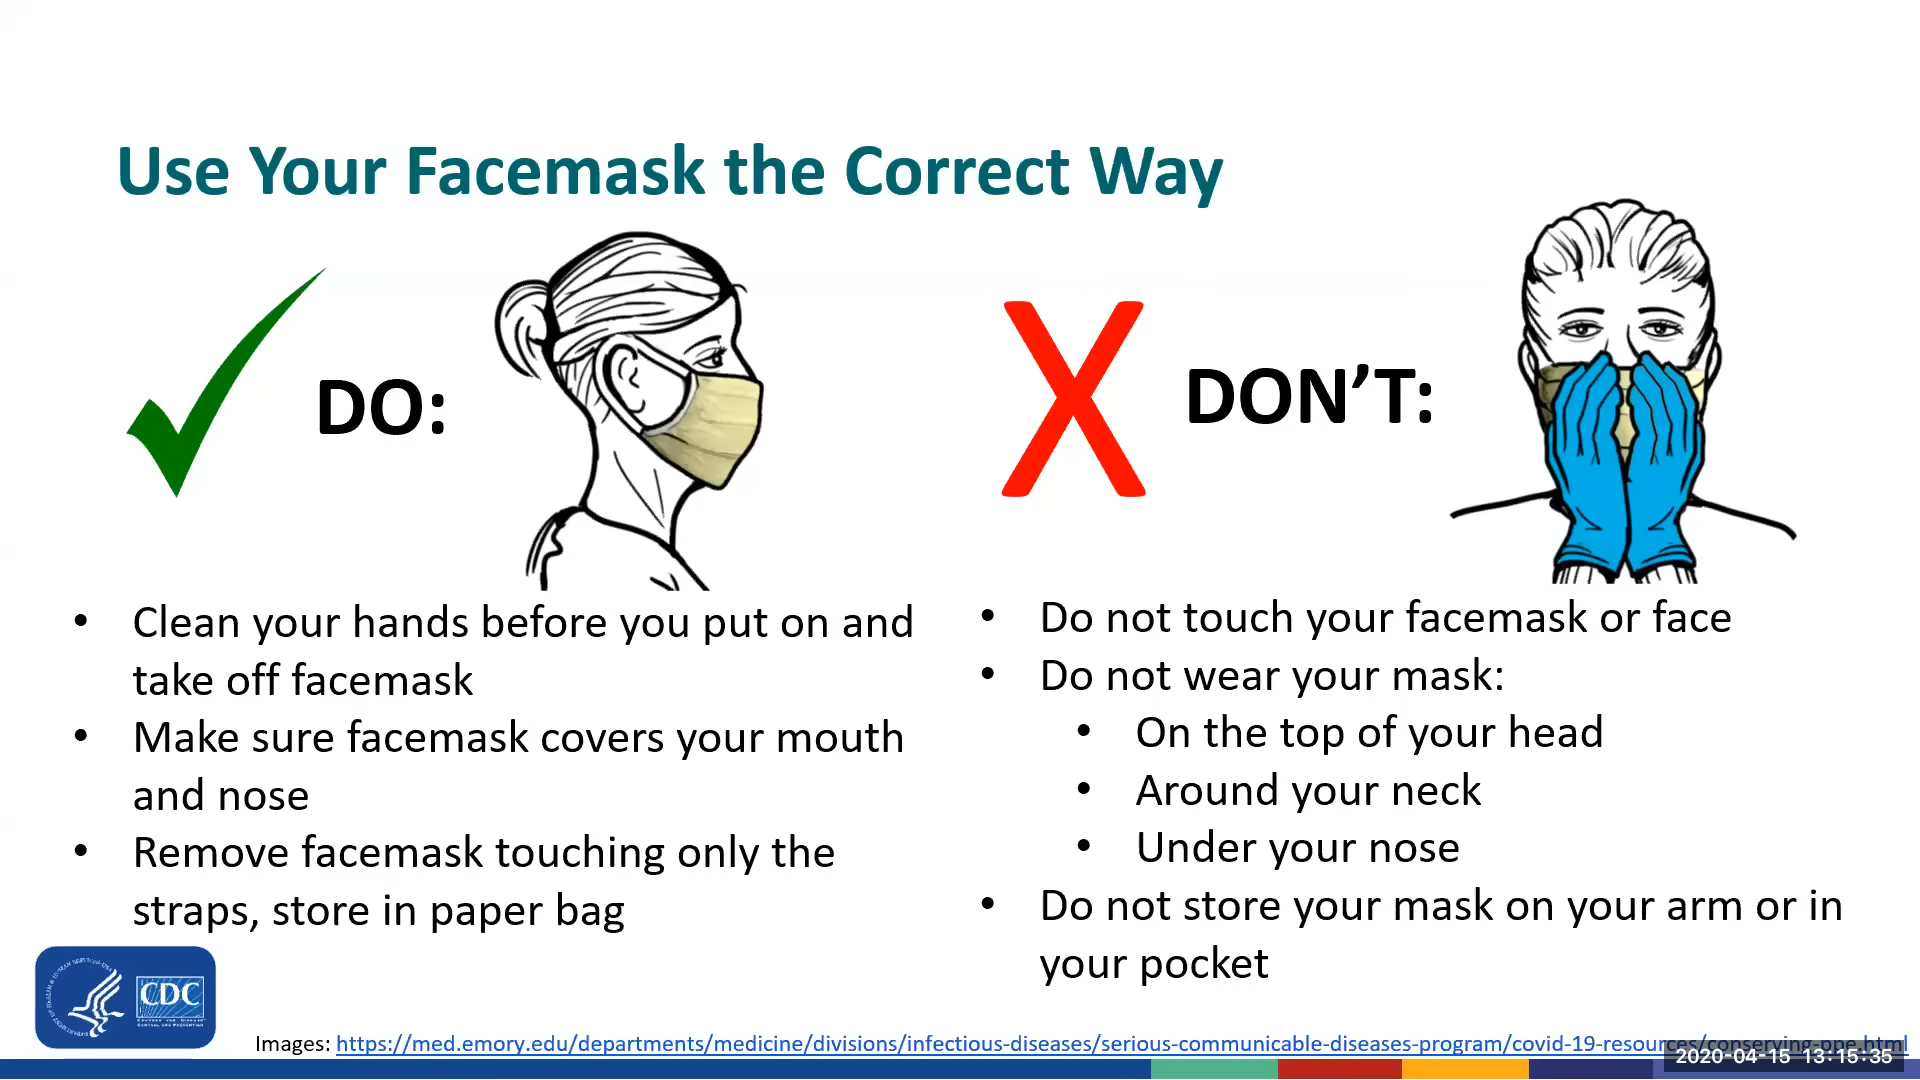 Use Your Facemask the Correct Way
DO:
• Clean your hands before you put on and
take off facemask
• Make sure facemask covers your mouth
and nose
• Remove facemask touching only the
straps, store in paper bag
X DON’T:
• Do not touch your facemask or face
• Do not wear your mask:
• On the top of your head
• Around your neck
• Under your nose
• Do not store your mask on your arm or in
your pocket
CDC
Images: https://med.emory.edu/departments/medicine/divisions/infectious-diseases/serious-communicable-diseases-program/covid-19-resources/conserving-ppe.html
2020-04-15 13:15:35